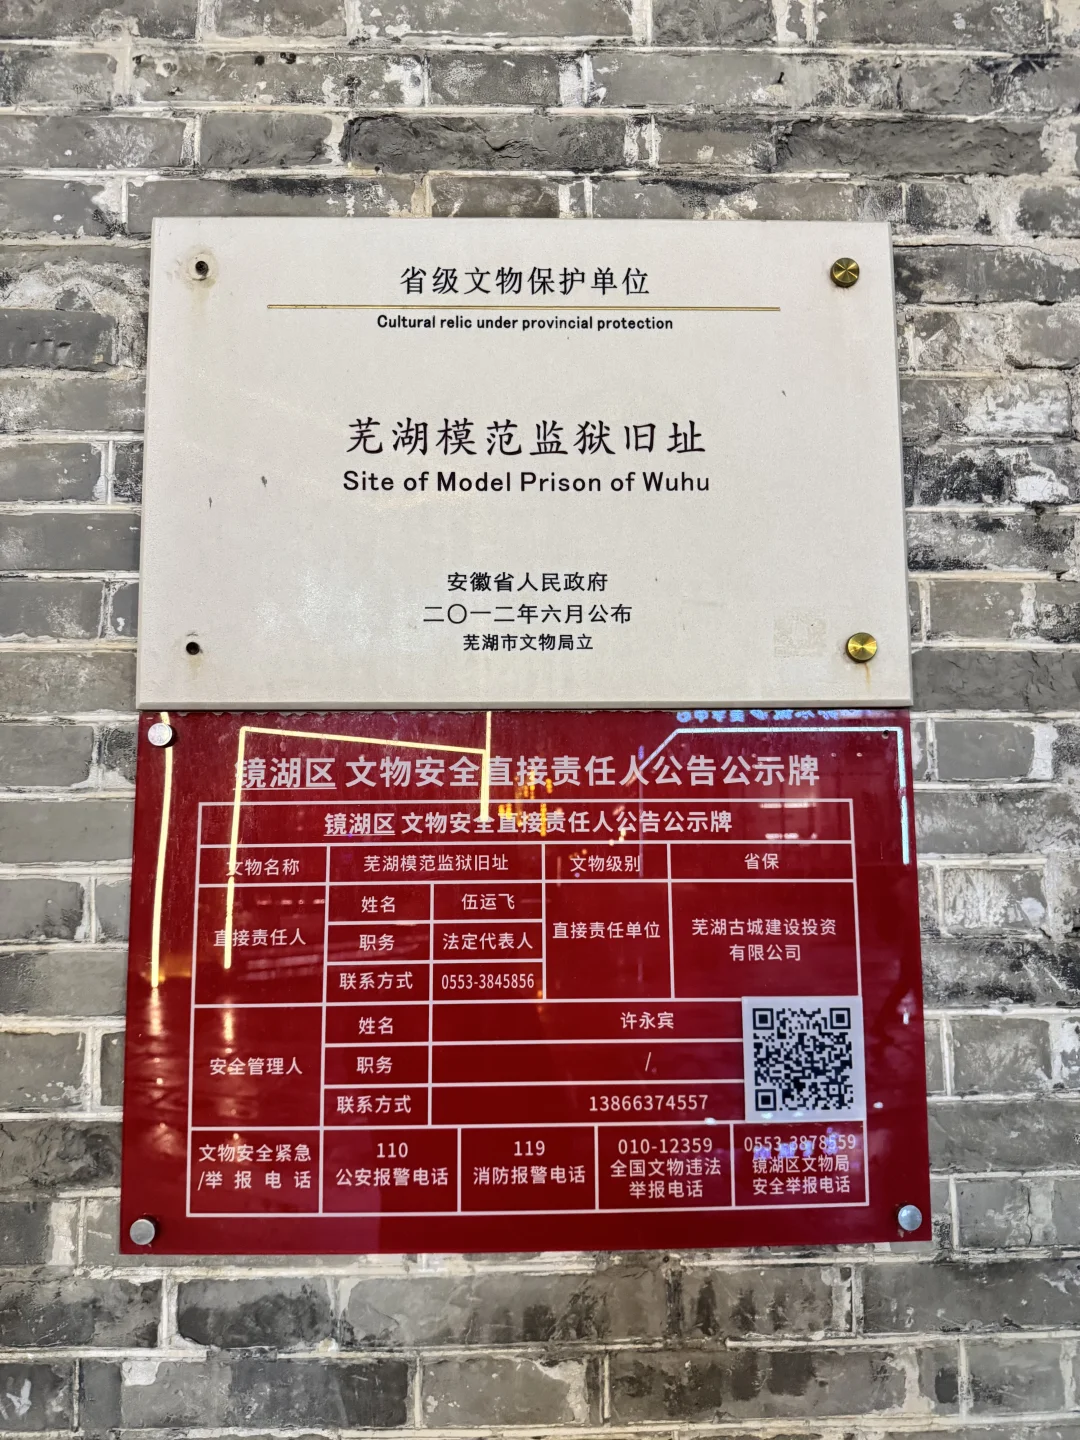 省级文物保护单位
Cultural relic under provincial protection
芜湖模范监狱旧址
Site of Model Prison of Wuhu
安徽省人民政府
二〇一二年六月公布
芜湖市文物局立
镜湖区 文物安全直接责任人公告公示牌
镜湖区 文物安全直接责任人公告公示牌
文物名称 芜湖模范监狱旧址 文物级别 省保
直接责任人 姓名 伍运飞 直接责任单位 芜湖古城建设投资
有限公司
职务 法定代表人
联系方式 0553-3845856
安全管理人 姓名 许永宾
职务 /
联系方式 13866374557
文物安全紧急
/举报电话
110
公安报警电话
119
消防报警电话
010-12359
全国文物违法
举报电话
0553-3878559
镜湖区文物局
安全举报电话